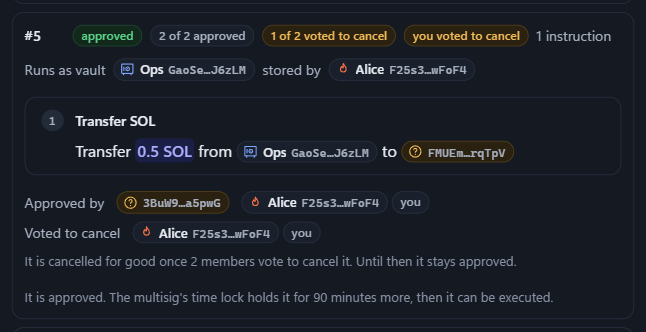 #5 approved 2 of 2 approved 1 of 2 voted to cancel you voted to cancel 1 instruction
Runs as vault Ops GaoSe…J6zLM stored by Alice F25s3…wFoF4
1 Transfer SOL
Transfer 0.5 SOL from Ops GaoSe…J6zLM to FMUEm…rqTpV
Approved by 3BuW9…a5pwG Alice F25s3…wFoF4 you
Voted to cancel Alice F25s3…wFoF4 you
It is cancelled for good once 2 members vote to cancel it. Until then it stays approved.
It is approved. The multisig's time lock holds it for 90 minutes more, then it can be executed.